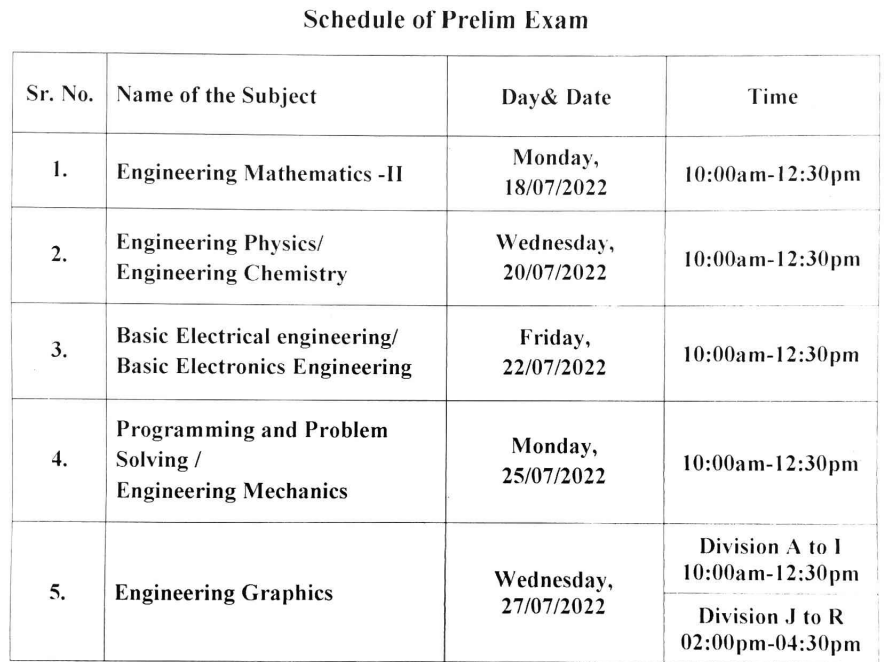 Schedule of Prelim Exam
Sr. No. Name of the Subject Day& Date Time
1. Engineering Mathematics -II Monday, 18/07/2022 10:00am-12:30pm
2. Engineering Physics/ Engineering Chemistry Wednesday, 20/07/2022 10:00am-12:30pm
3. Basic Electrical engineering/ Basic Electronics Engineering Friday, 22/07/2022 10:00am-12:30pm
4. Programming and Problem Solving / Engineering Mechanics Monday, 25/07/2022 10:00am-12:30pm
5. Engineering Graphics Wednesday, 27/07/2022 Division A to I 10:00am-12:30pm
Division J to R 02:00pm-04:30pm